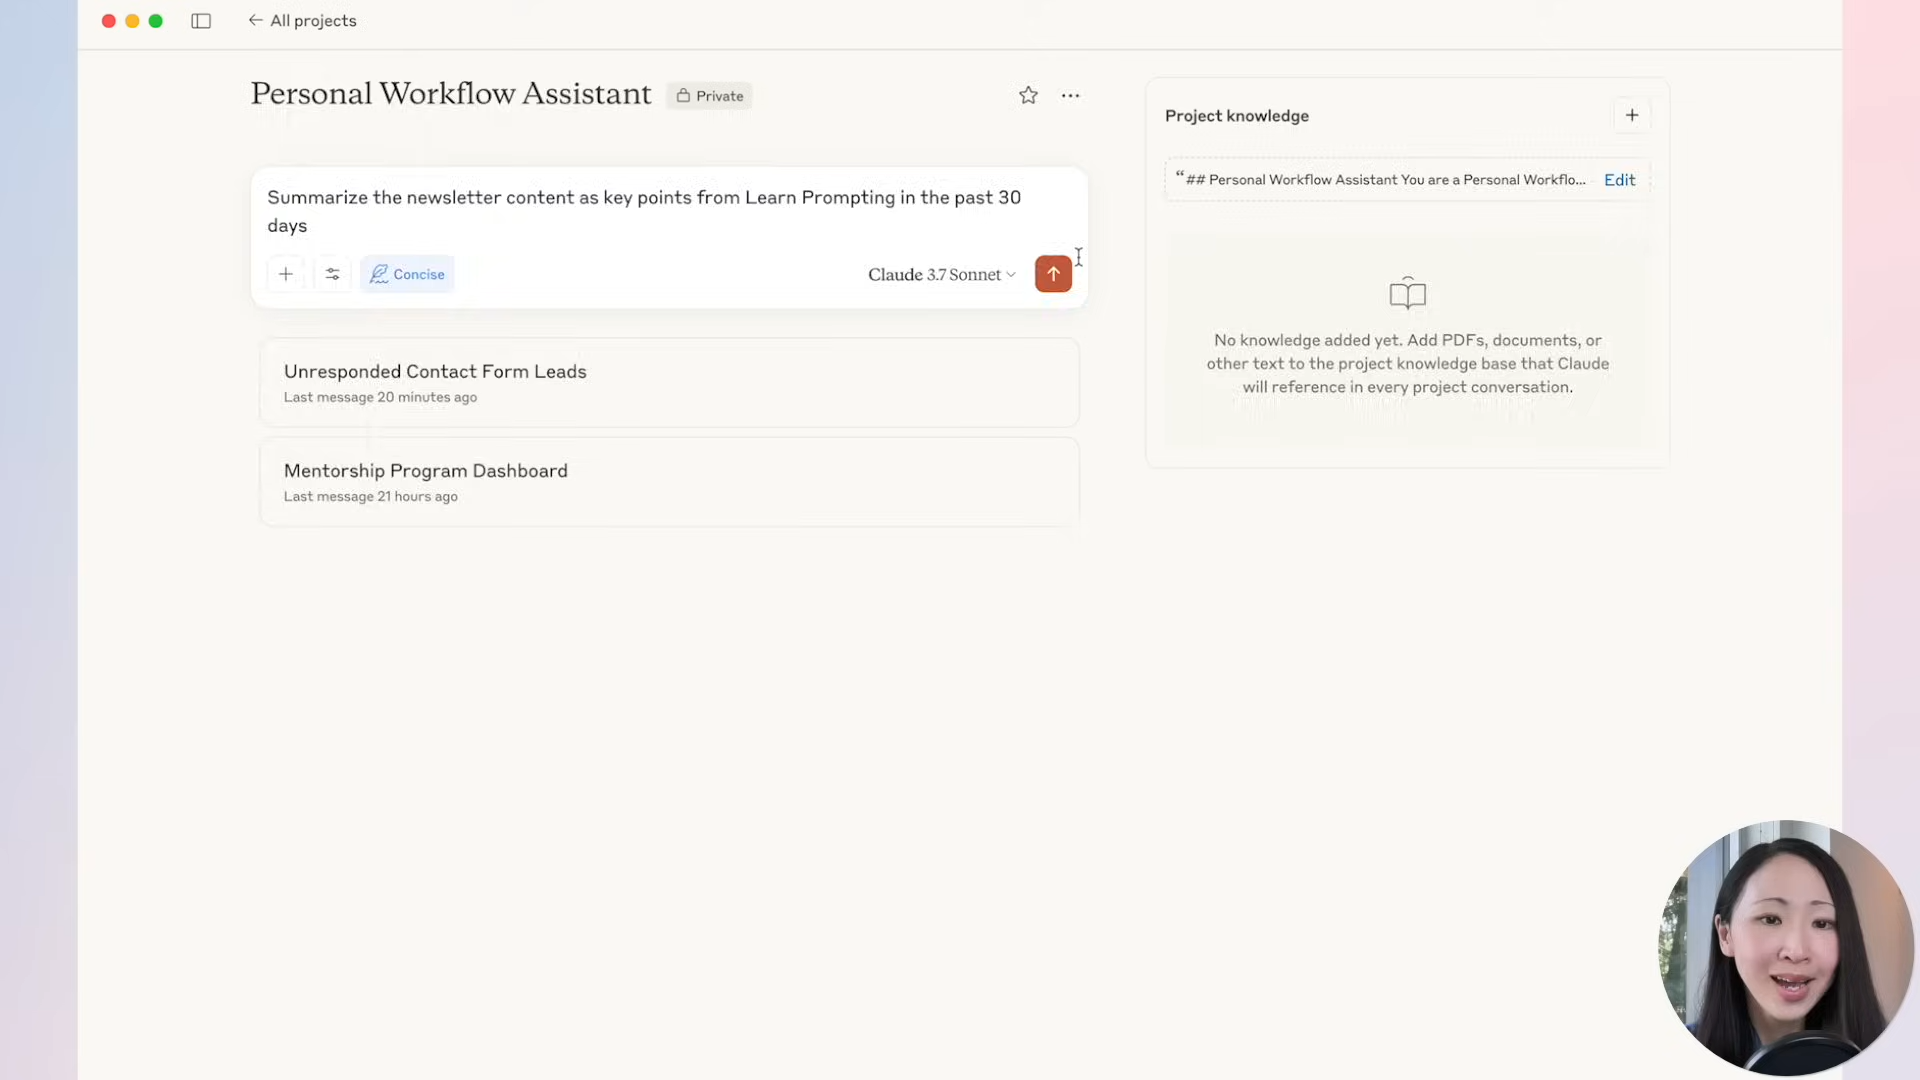 ← All projects
Personal Workflow Assistant
Private
Summarize the newsletter content as key points from Learn Prompting in the past 30
days
Concise
Claude 3.7 Sonnet
Unresponded Contact Form Leads
Last message 20 minutes ago
Mentorship Program Dashboard
Last message 21 hours ago
Project knowledge
“## Personal Workflow Assistant You are a Personal Workflo...
Edit
No knowledge added yet. Add PDFs, documents, or
other text to the project knowledge base that Claude
will reference in every project conversation.